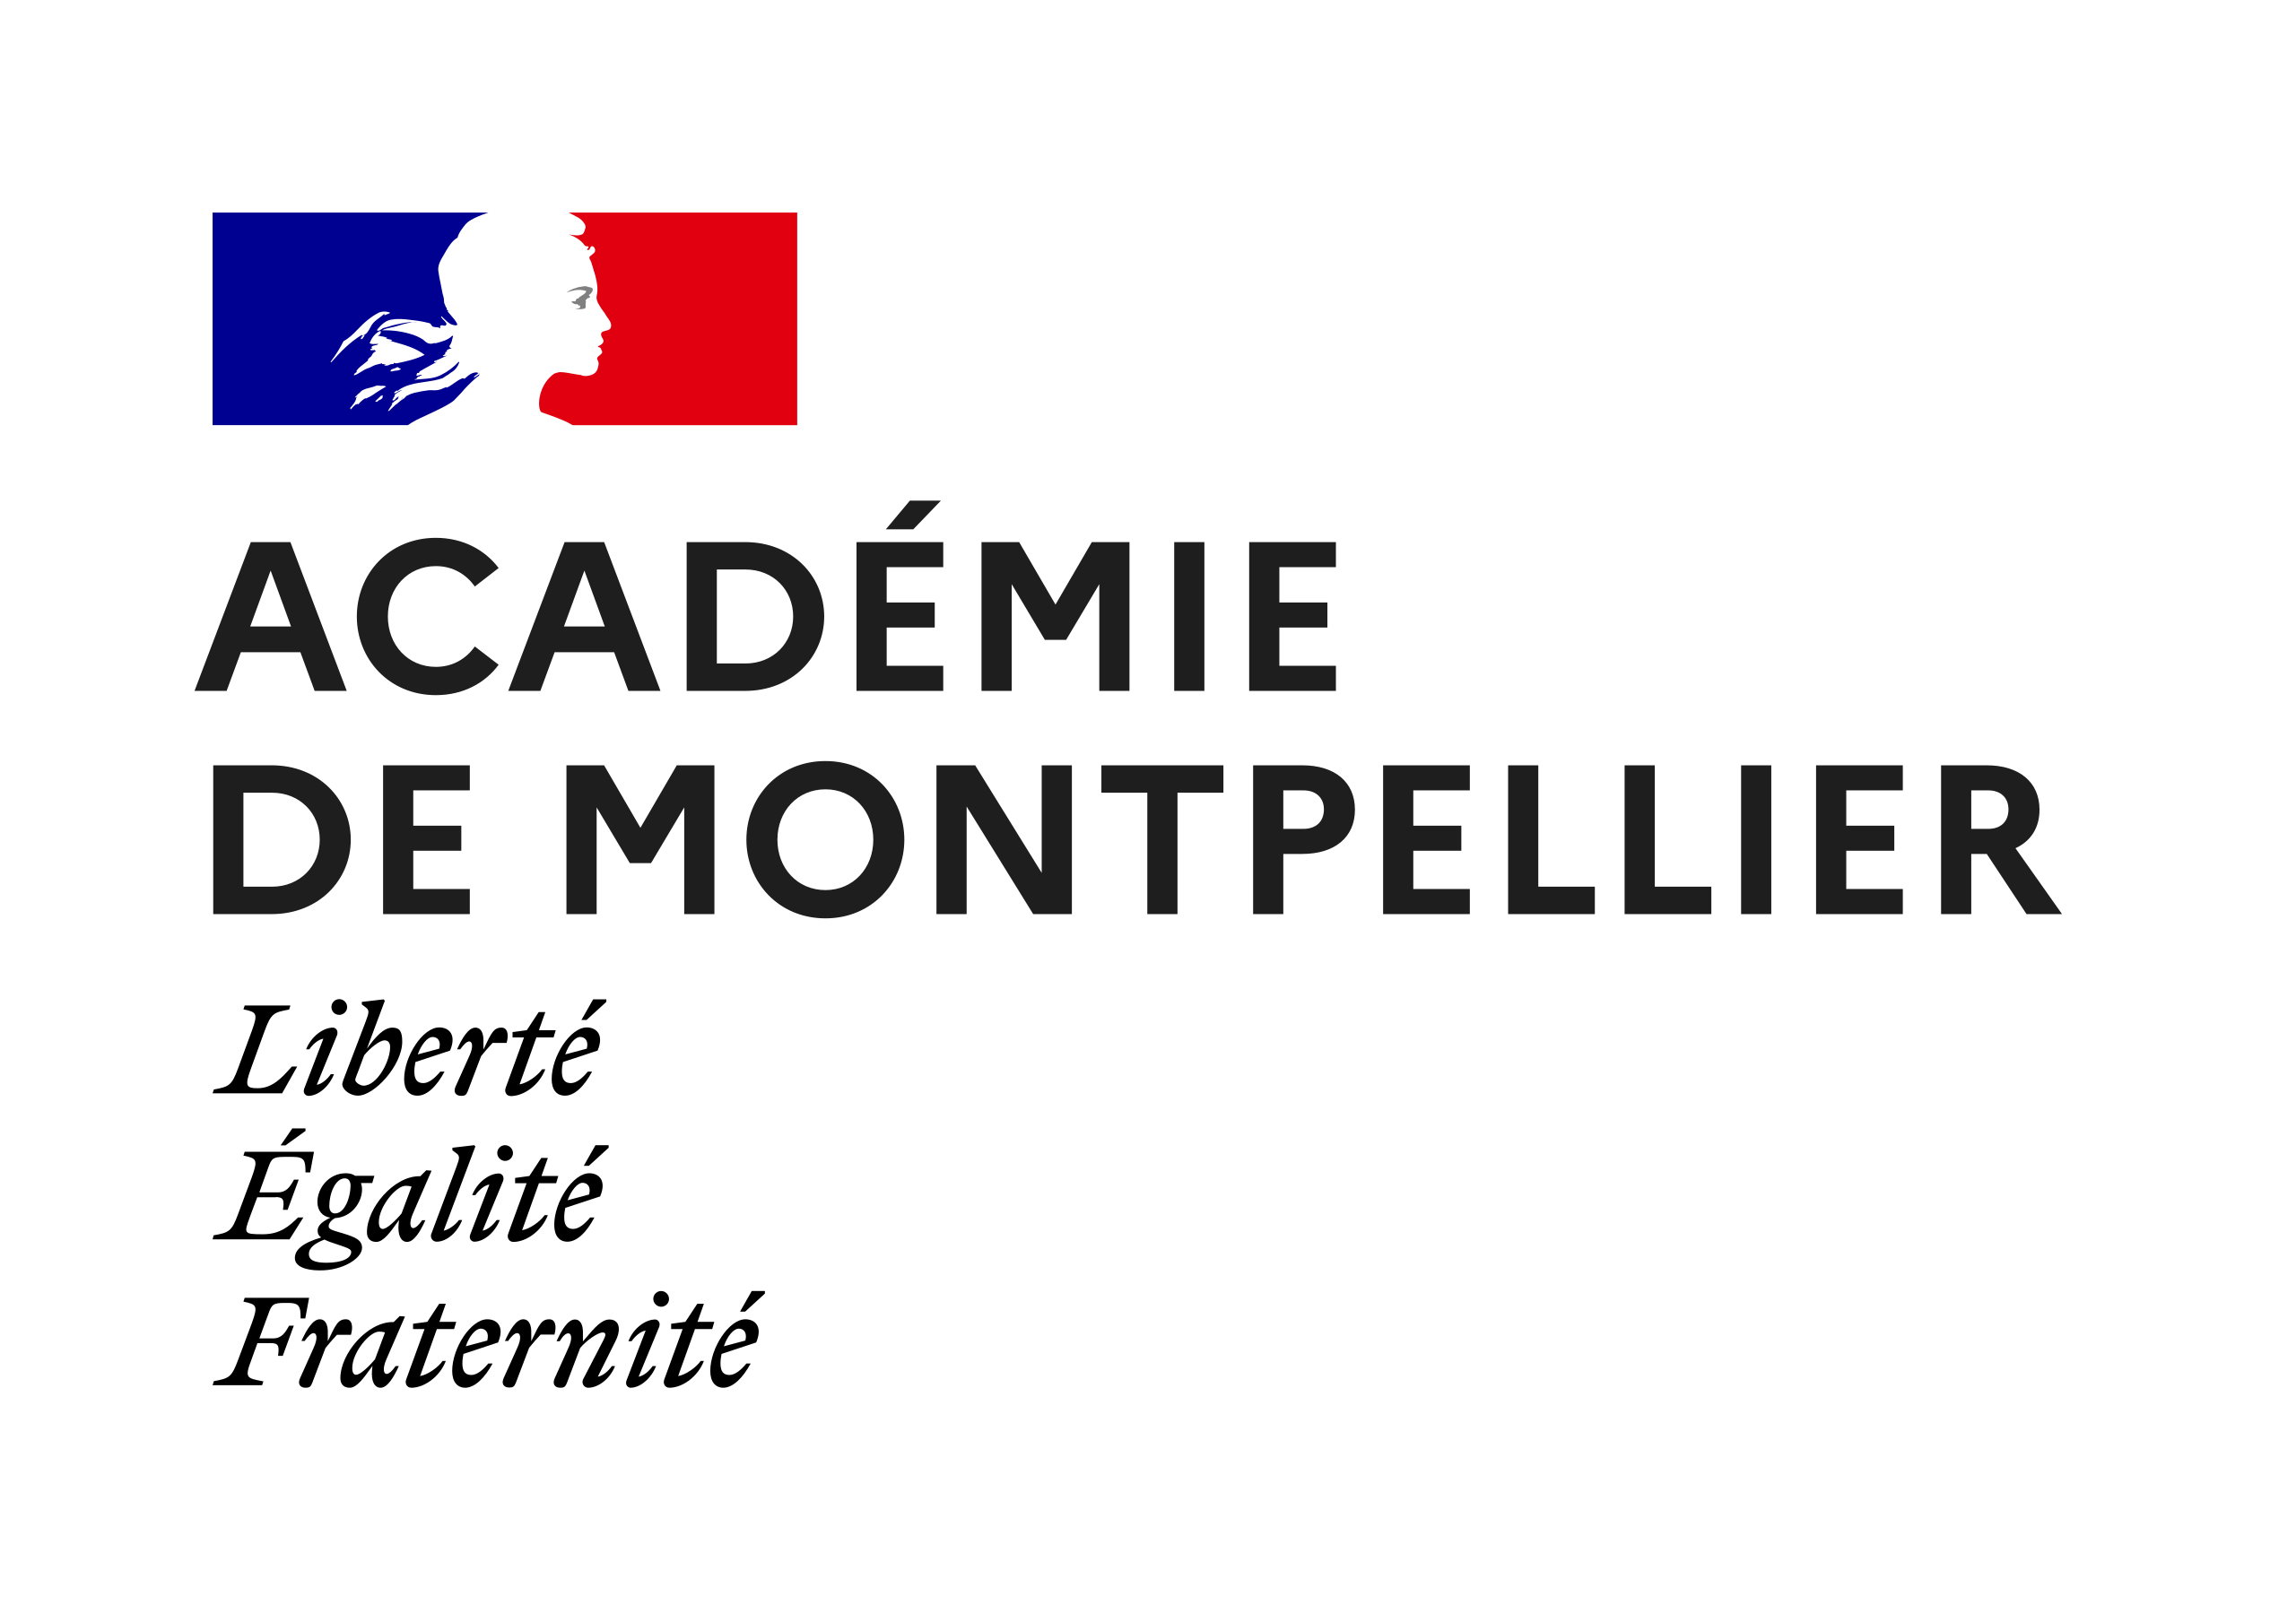 ACADÉMIE
DE MONTPELLIER
Liberté
Égalité
Fraternité